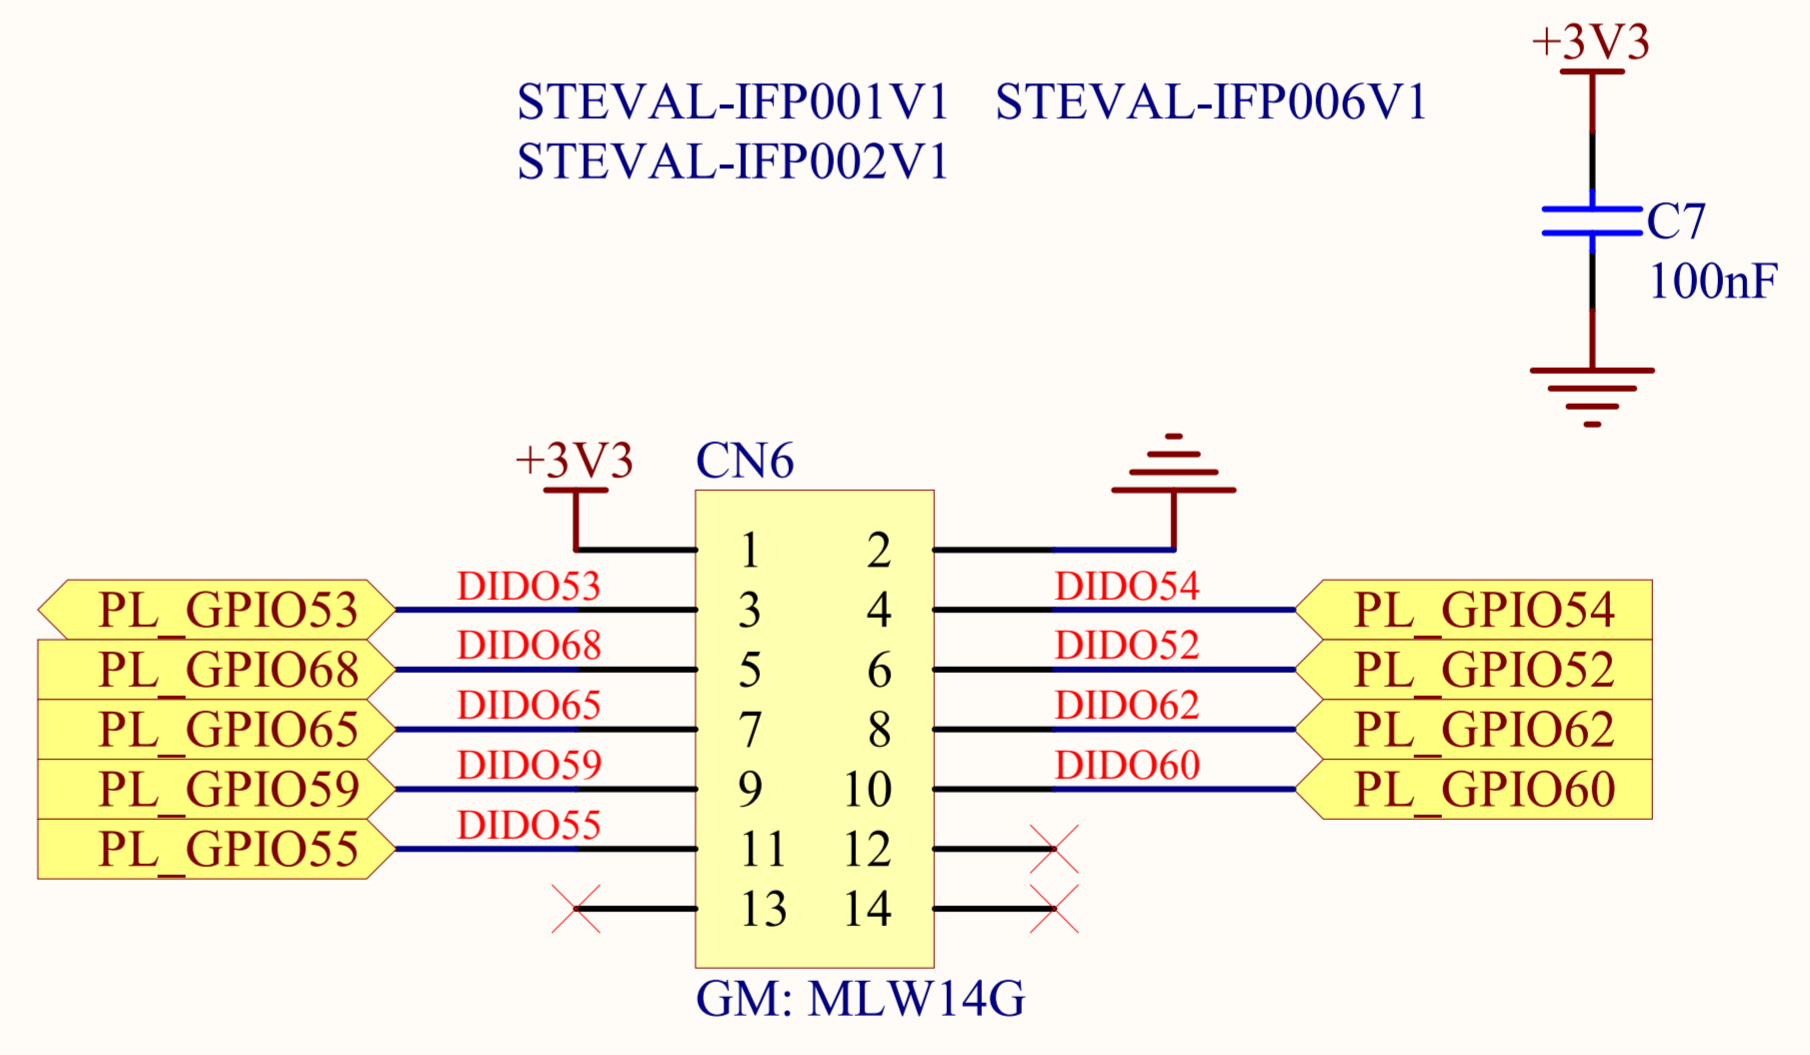 +3V3
STEVAL-IFP001V1 STEVAL-IFP006V1
STEVAL-IFP002V1
C7
100nF
+3V3
CN6
1 2
PL_GPIO53 DIDO53 3 4 DIDO54 PL_GPIO54
PL_GPIO68 DIDO68 5 6 DIDO52 PL_GPIO52
PL_GPIO65 DIDO65 7 8 DIDO62 PL_GPIO62
PL_GPIO59 DIDO59 9 10 DIDO60 PL_GPIO60
PL_GPIO55 DIDO55 11 12
13 14
GM: MLW14G